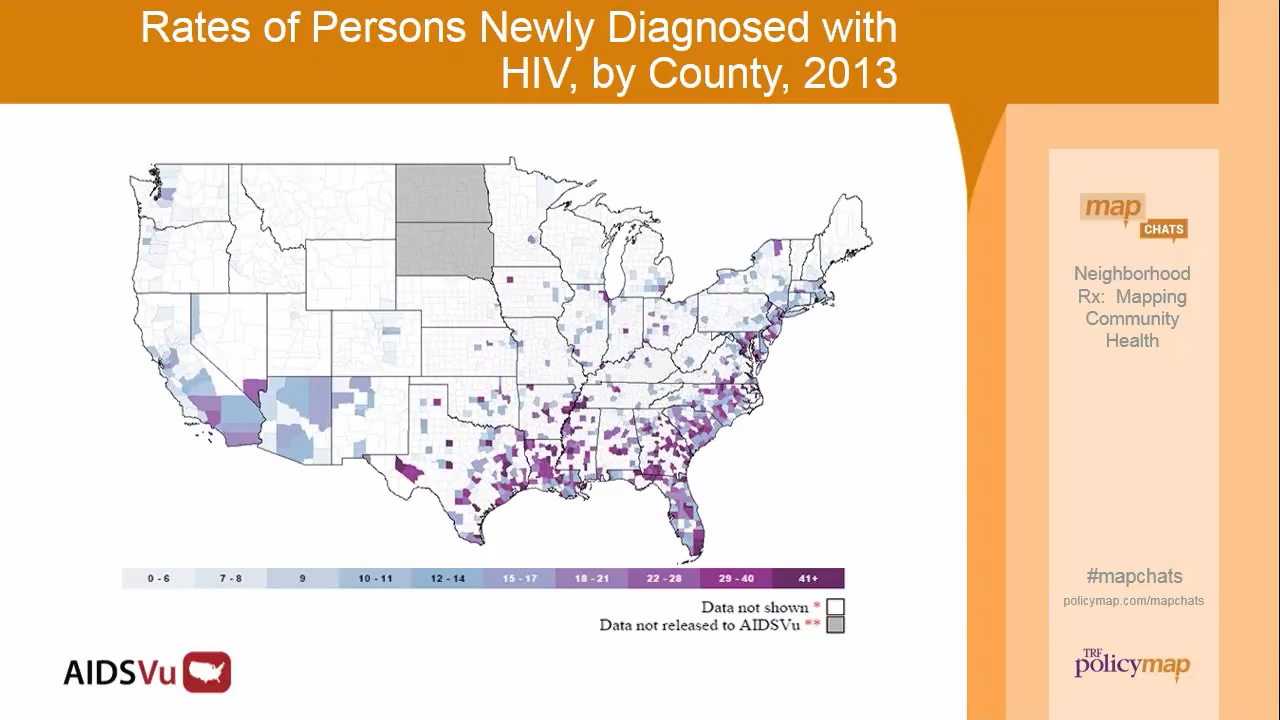 Rates of Persons Newly Diagnosed with
HIV, by County, 2013
map
CHATS
Neighborhood
Rx: Mapping
Community
Health
0 - 6 7 - 8 9 10 - 11 12 - 14 15 - 17 18 - 21 22 - 28 29 - 40 41+
Data not shown *
Data not released to AIDSVu **
#mapchats
policymap.com/mapchats
AIDSVu
TRF
policymap